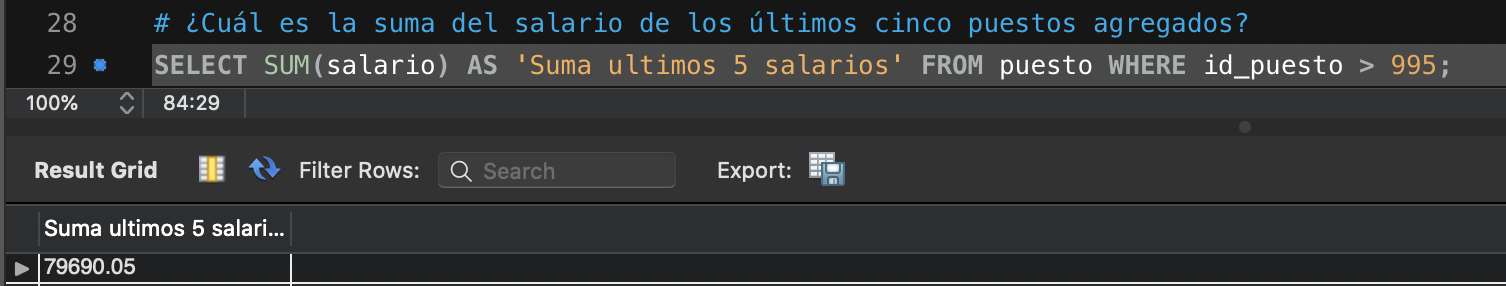 28 # ¿Cuál es la suma del salario de los últimos cinco puestos agregados?
29 SELECT SUM(salario) AS 'Suma ultimos 5 salarios' FROM puesto WHERE id_puesto > 995;
100% 84:29
Result Grid Filter Rows: Search Export:
Suma ultimos 5 salari...
79690.05